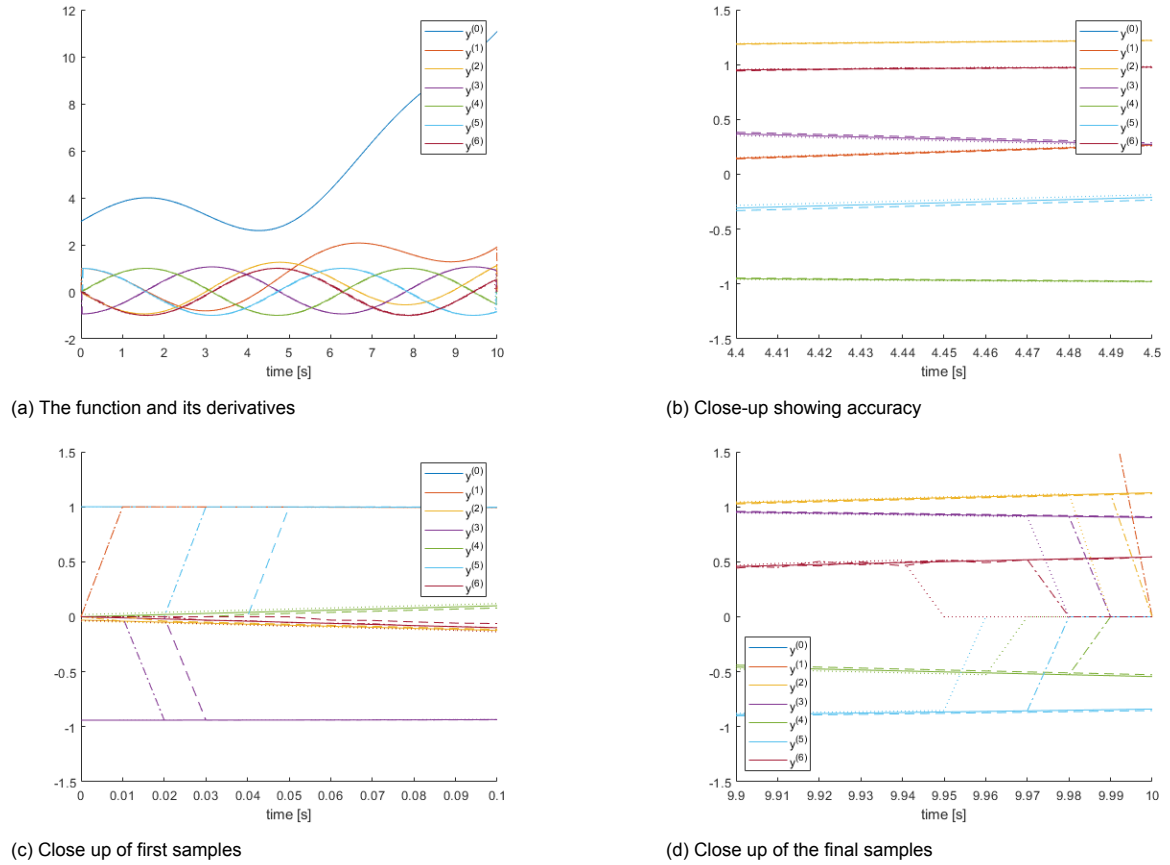 12
10
8
6
4
2
0
-2
0 1 2 3 4 5 6 7 8 9 10
time [s]
y(0)
y(1)
y(2)
y(3)
y(4)
y(5)
y(6)
(a) The function and its derivatives
1.5
1
0.5
0
-0.5
-1
-1.5
4.4 4.41 4.42 4.43 4.44 4.45 4.46 4.47 4.48 4.49 4.5
time [s]
y(0)
y(1)
y(2)
y(3)
y(4)
y(5)
y(6)
(b) Close-up showing accuracy
1.5
1
0.5
0
-0.5
-1
-1.5
0 0.01 0.02 0.03 0.04 0.05 0.06 0.07 0.08 0.09 0.1
time [s]
y(0)
y(1)
y(2)
y(3)
y(4)
y(5)
y(6)
(c) Close up of first samples
1.5
1
0.5
0
-0.5
-1
-1.5
9.9 9.91 9.92 9.93 9.94 9.95 9.96 9.97 9.98 9.99 10
time [s]
y(0)
y(1)
y(2)
y(3)
y(4)
y(5)
y(6)
(d) Close up of the final samples